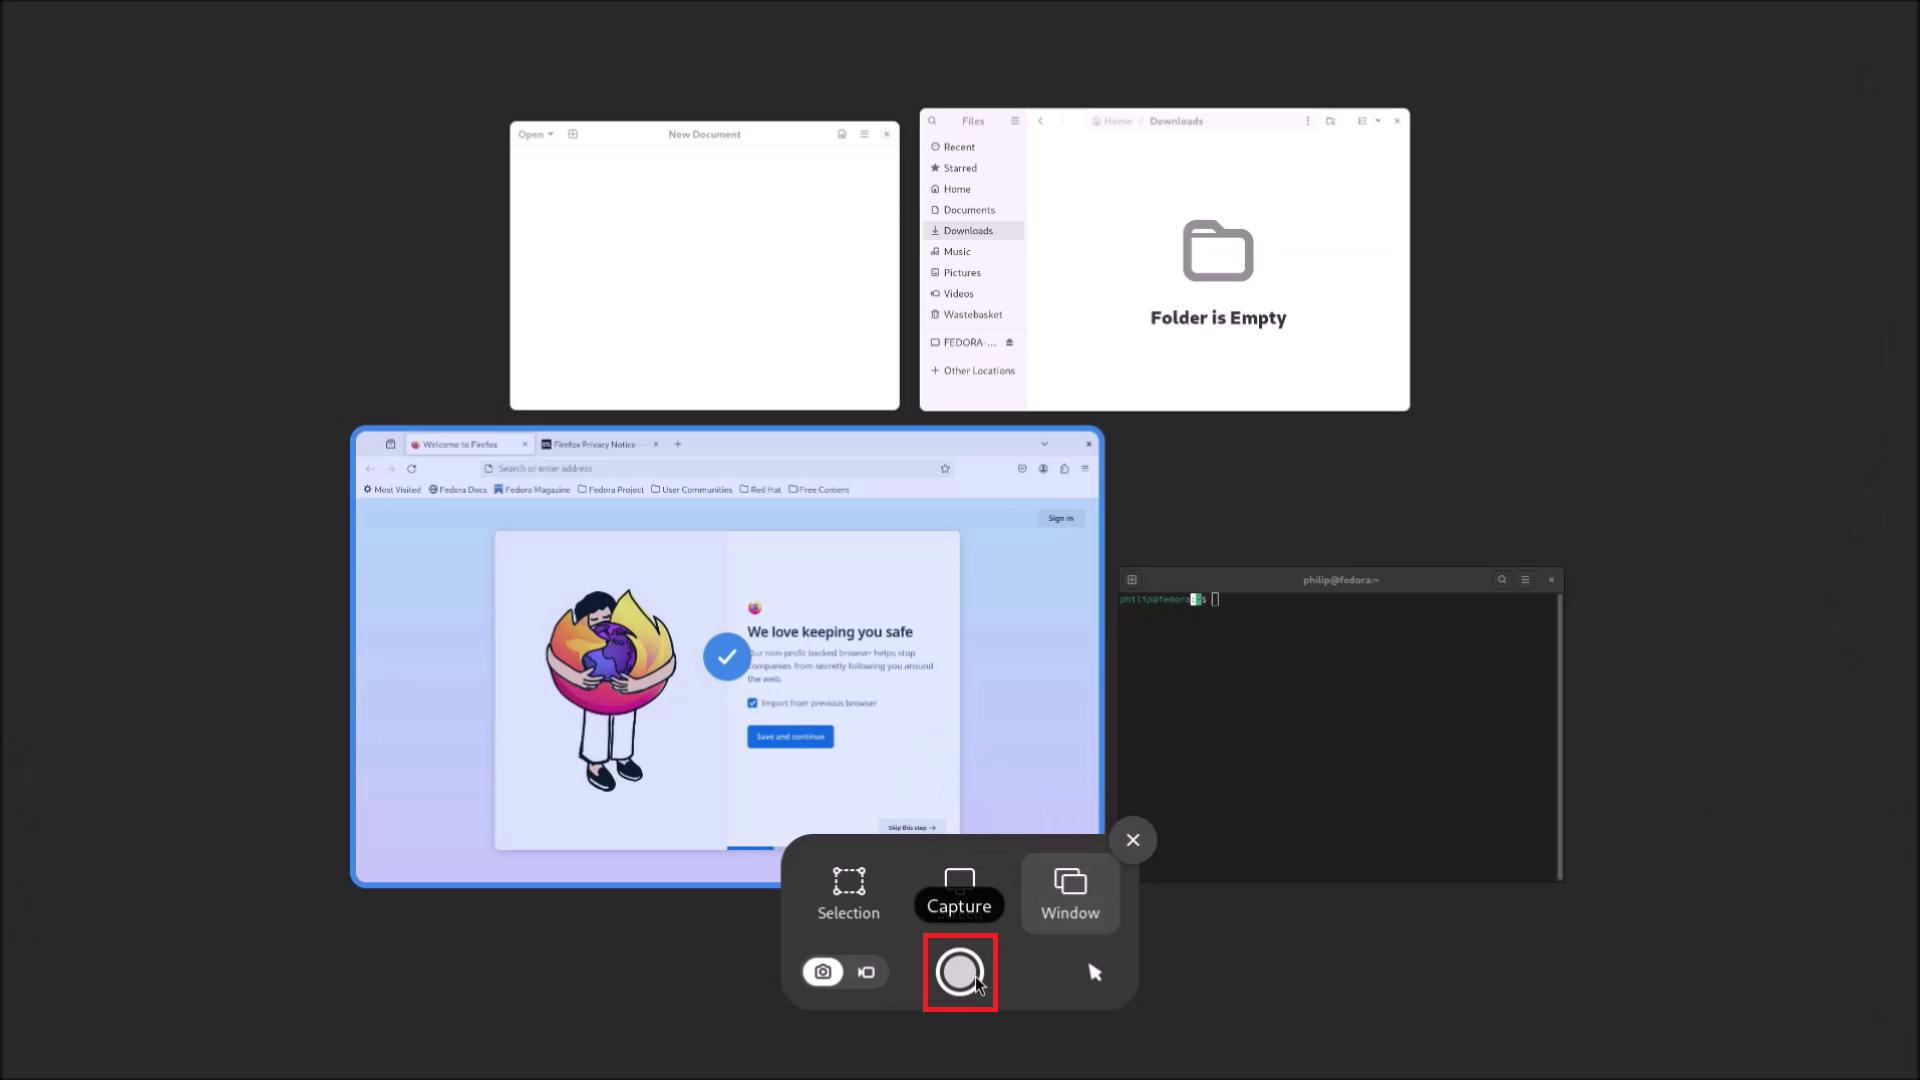 Open
New Document
Files
Home / Downloads
Recent
Starred
Home
Documents
Downloads
Music
Pictures
Videos
Wastebasket
FEDORA-...
+ Other Locations
Folder is Empty
Welcome to Firefox
Firefox Privacy Notice
Search or enter address
Most Visited
Fedora Docs
Fedora Magazine
Fedora Project
User Communities
Red Hat
Free Content
Sign in
We love keeping you safe
Our non-profit backed browser helps stop
companies from secretly following you around
the web.
Import from previous browser
Save and continue
Skip this step →
philip@fedora:~
philip@fedora:~$
Selection
Capture
Window